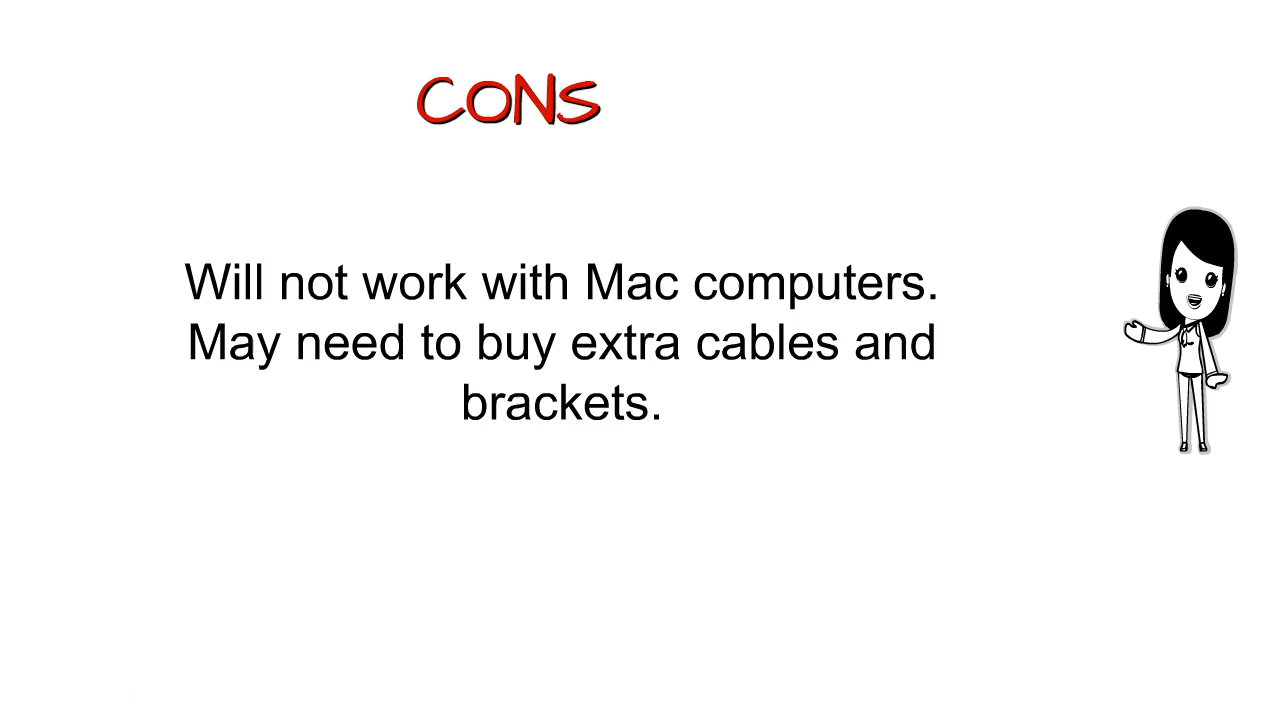 CONS
Will not work with Mac computers.
May need to buy extra cables and
brackets.